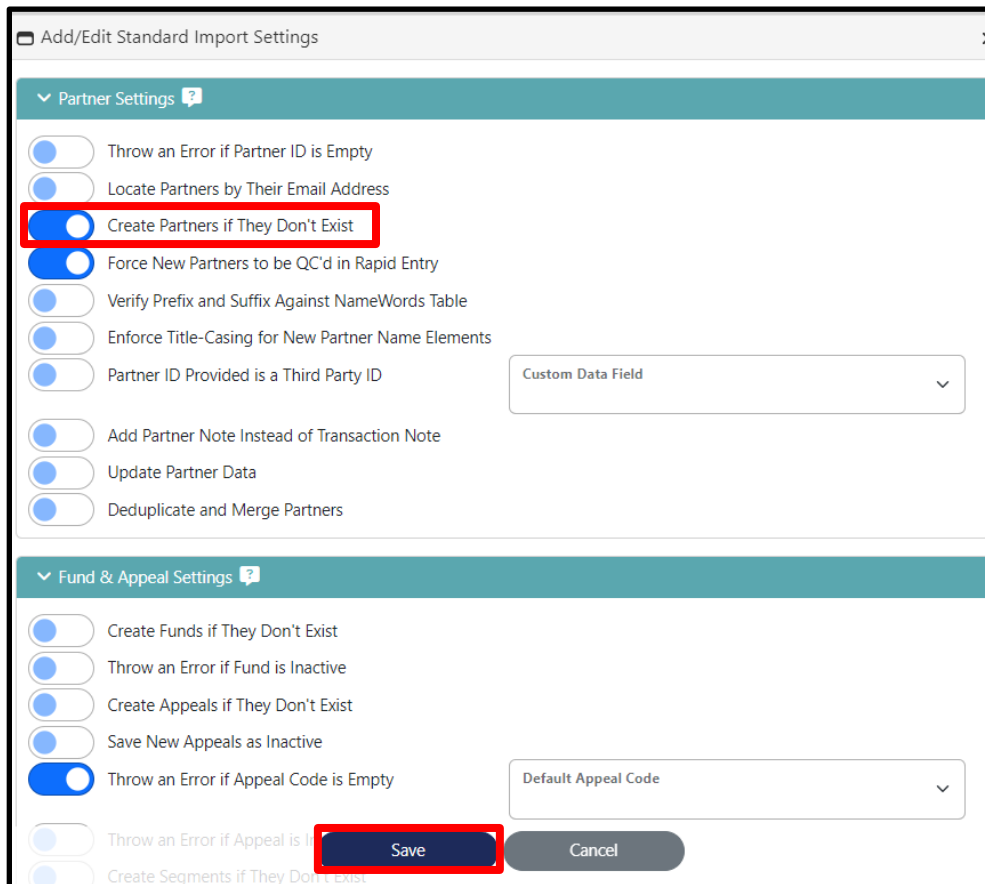 Add/Edit Standard Import Settings
Partner Settings ?
Throw an Error if Partner ID is Empty
Locate Partners by Their Email Address
Create Partners if They Don't Exist
Force New Partners to be QC'd in Rapid Entry
Verify Prefix and Suffix Against NameWords Table
Enforce Title-Casing for New Partner Name Elements
Partner ID Provided is a Third Party ID
Custom Data Field
Add Partner Note Instead of Transaction Note
Update Partner Data
Deduplicate and Merge Partners
Fund & Appeal Settings ?
Create Funds if They Don't Exist
Throw an Error if Fund is Inactive
Create Appeals if They Don't Exist
Save New Appeals as Inactive
Throw an Error if Appeal Code is Empty
Default Appeal Code
Throw an Error if Appeal is
Save
Cancel
Create Segments if They Don't Exist